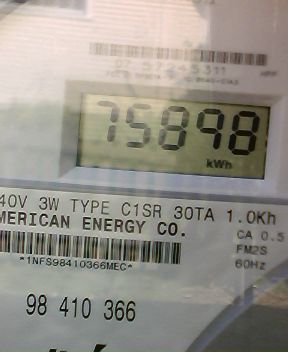 75898
kWh
40V 3W TYPE C1SR 30TA 1.0Kh
MERICAN ENERGY CO.
CA 0.5
FM2S
60Hz
*1NFS98410366MEC*
98 410 366